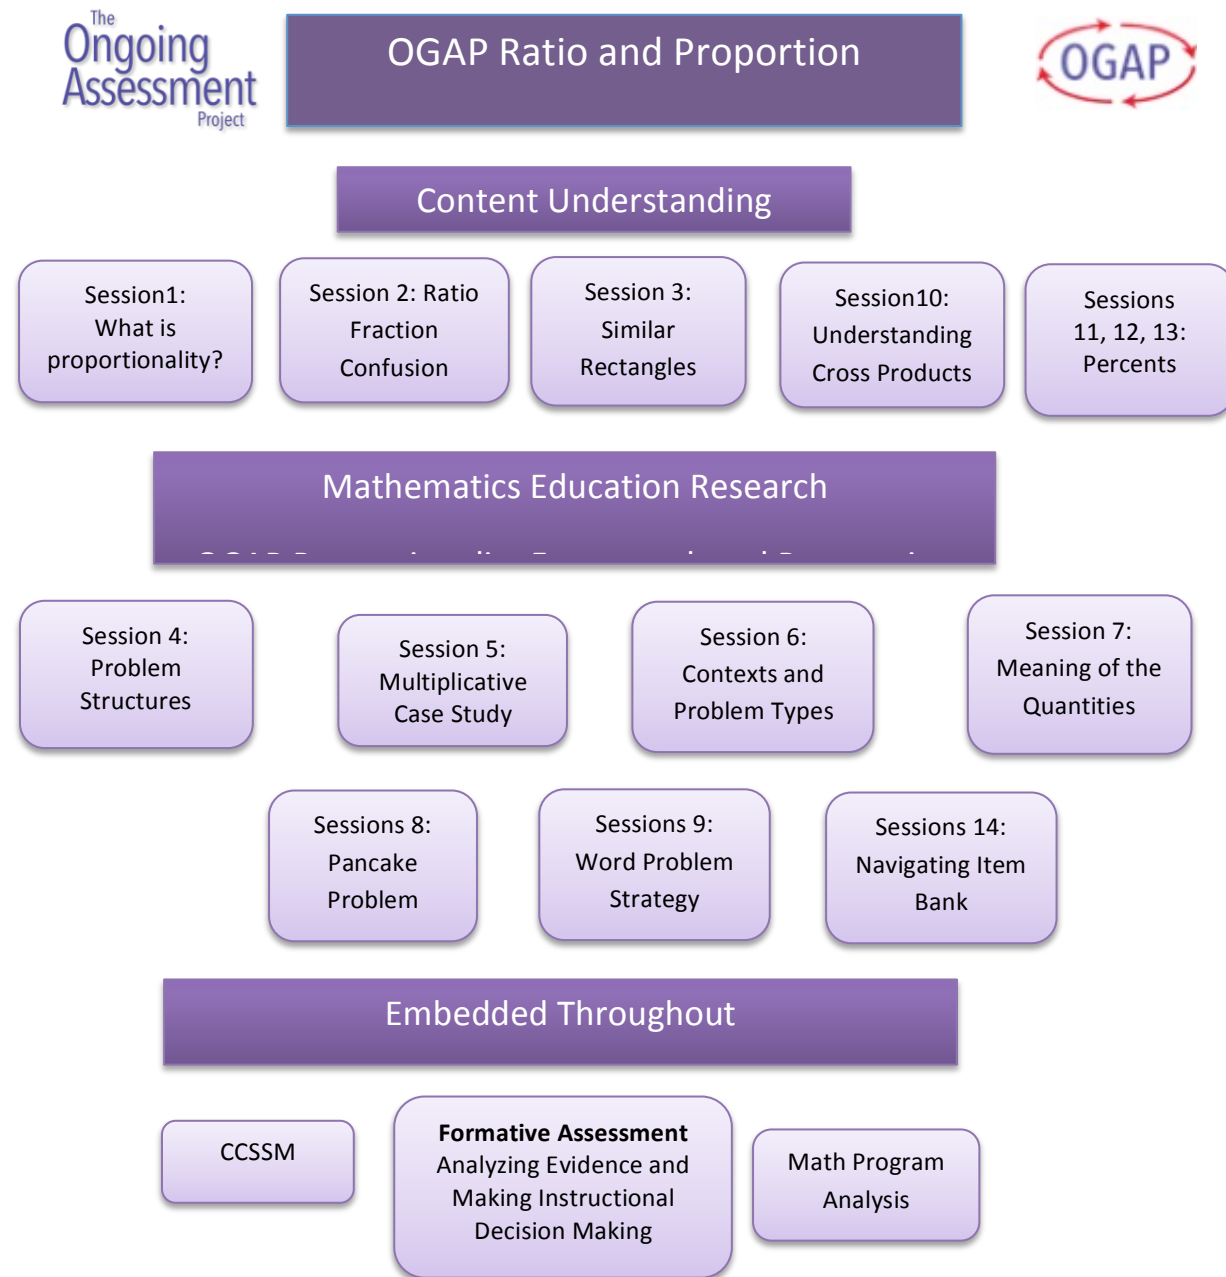 The
Ongoing
Assessment
Project
OGAP Ratio and Proportion
OGAP
Content Understanding
Session1:
What is
proportionality?
Session 2: Ratio
Fraction
Confusion
Session 3:
Similar
Rectangles
Session10:
Understanding
Cross Products
Sessions
11, 12, 13:
Percents
Mathematics Education Research
Session 4:
Problem
Structures
Session 5:
Multiplicative
Case Study
Session 6:
Contexts and
Problem Types
Session 7:
Meaning of the
Quantities
Sessions 8:
Pancake
Problem
Sessions 9:
Word Problem
Strategy
Sessions 14:
Navigating Item
Bank
Embedded Throughout
CCSSM
Formative Assessment
Analyzing Evidence and
Making Instructional
Decision Making
Math Program
Analysis